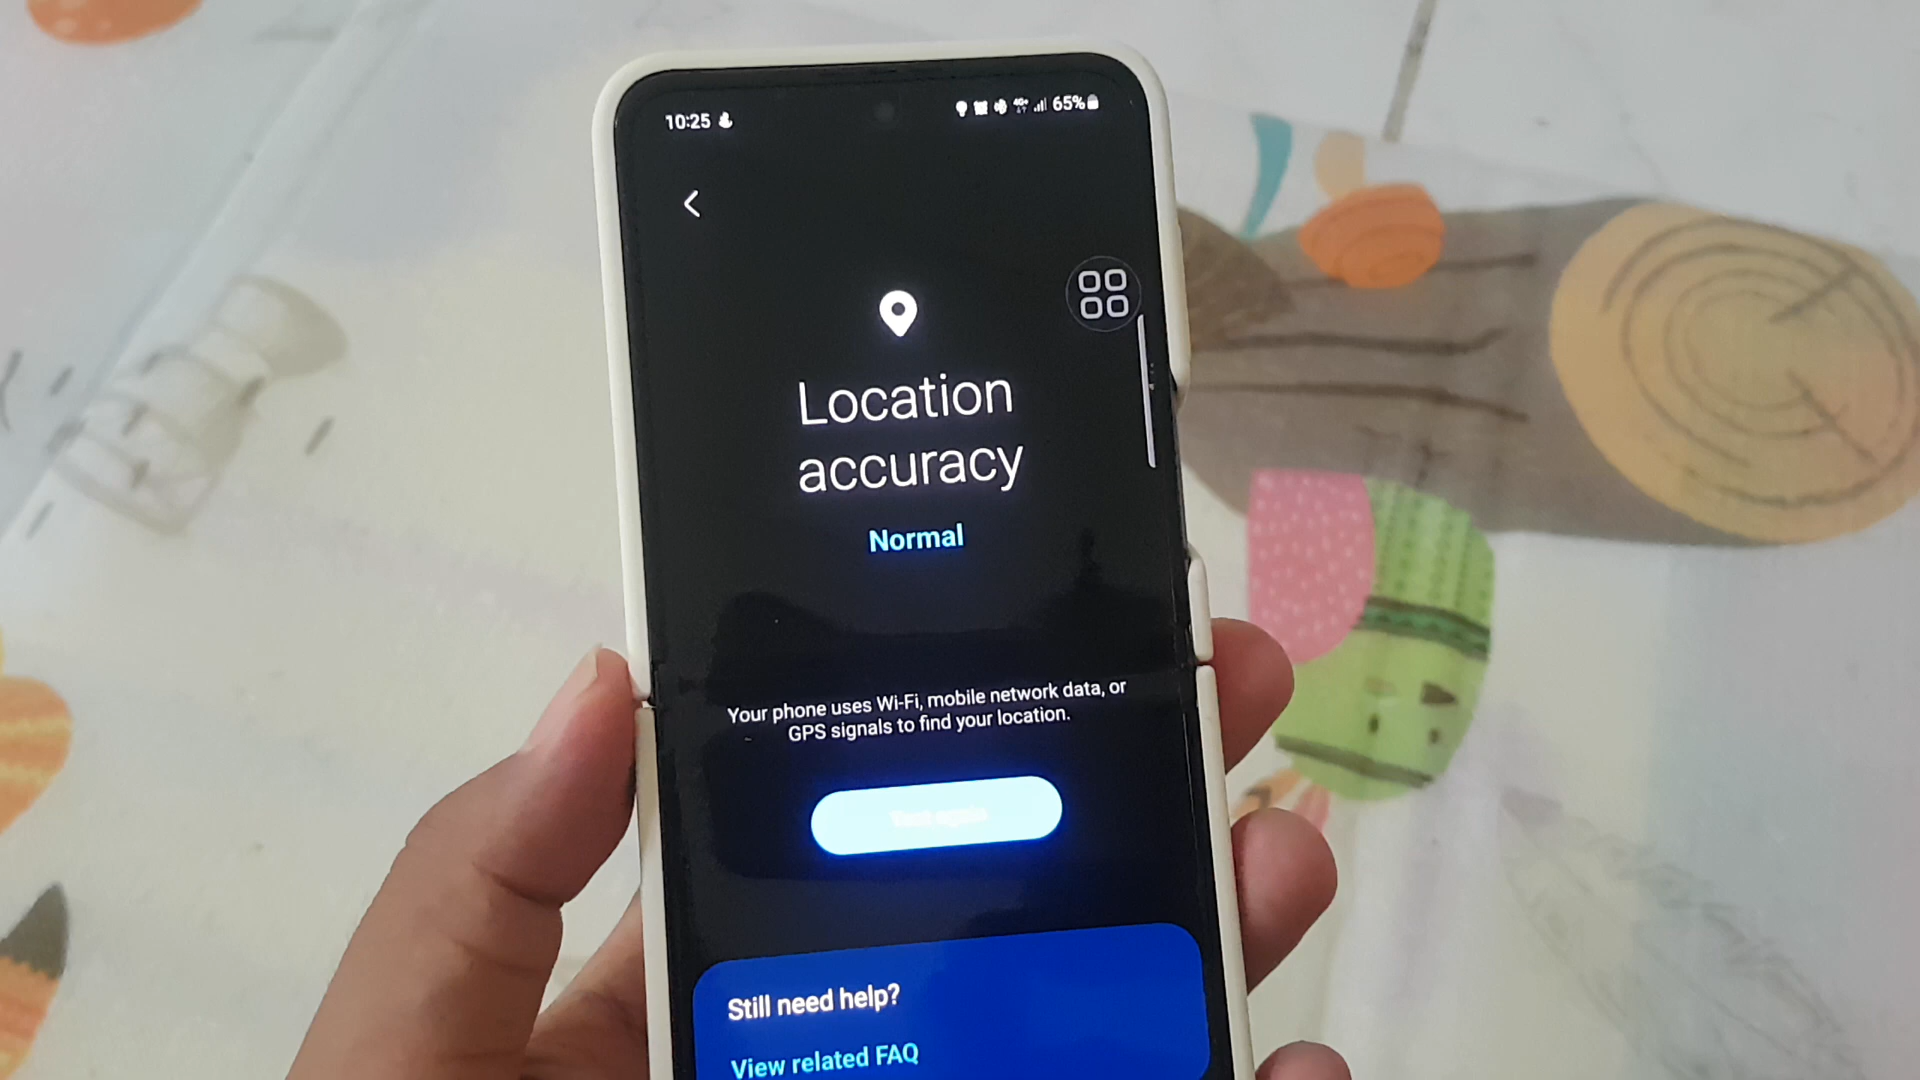 10:25
4G+ 65%
Location
accuracy
Normal
Your phone uses Wi-Fi, mobile network data, or
GPS signals to find your location.
Still need help?
View related FAQ